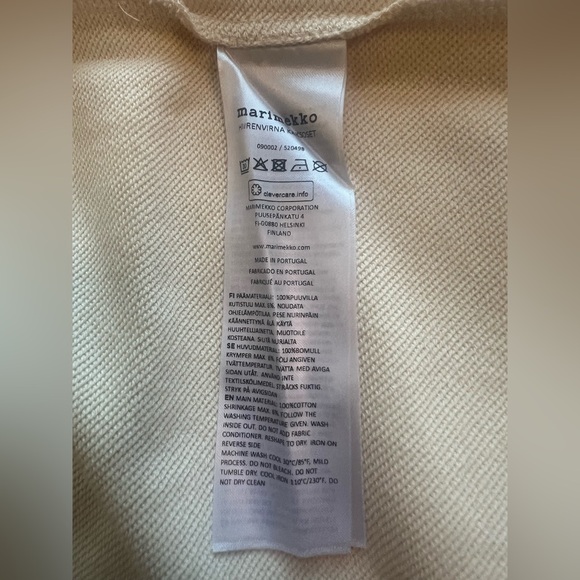 marimekko
090002 / 520498
clevercare.info
MARIMEKKO CORPORATION
PUUSEPÄNKATU 4
FI-00880 HELSINKI
FINLAND
www.marimekko.com
MADE IN PORTUGAL
FABRICADO EN PORTUGAL
FABRIQUÉ AU PORTUGAL
FI PÄÄMATERIAALI: 100%PUUVILLA
KUTISTUU MAX 8%. NOUDATA
OHJELÄMPÖTILAA. PESE NURINPÄIN
KÄÄNNETTYNÄ. ÄLÄ KÄYTÄ
HUUHTELUAINETTA. MUOTOILE
KOSTEANA. SILITÄ NURJALTA
SE HUVUDMATERIAL: 100%BOMULL
KRYMPER MAX 8%. FÖLJ ANGIVEN
TVÄTTEMPERATUR. TVÄTTA MED AVIGA
SIDAN UTÅT. ANVÄND INTE
TEXTILSKÖLJMEDEL. STRÄCKS FUKTIG.
STRYK PÅ AVIGSIDAN
EN MAIN MATERIAL: 100%COTTON
SHRINKAGE MAX. 8%. FOLLOW THE
WASHING TEMPERATURE GIVEN. WASH
INSIDE OUT. DO NOT ADD FABRIC
CONDITIONER. RESHAPE TO DRY. IRON ON
REVERSE SIDE
MACHINE WASH COOL 30°C/85°F, MILD
PROCESS. DO NOT BLEACH. DO NOT
TUMBLE DRY. COOL IRON 110°C/230°F. DO
NOT DRY CLEAN